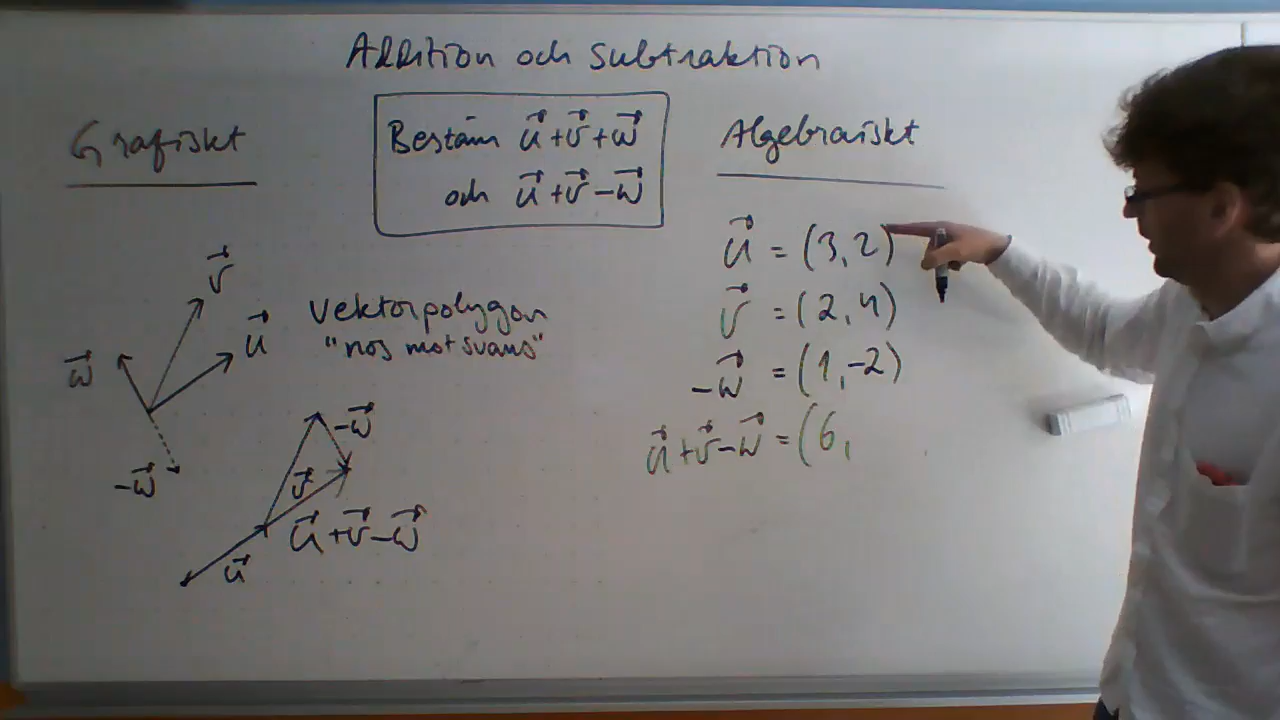 Addition och subtraktion
Grafiskt
Bestäm u⃗+v⃗+w⃗
och u⃗+v⃗−w⃗
v⃗
u⃗
w⃗
−w⃗
Vektorpolygon
"nos mot svans"
−w⃗
v⃗
u⃗+v⃗−w⃗
u⃗
Algebraiskt
u⃗ = (3,2)
v⃗ = (2,4)
−w⃗ = (1,−2)
u⃗+v⃗−w⃗ = (6,